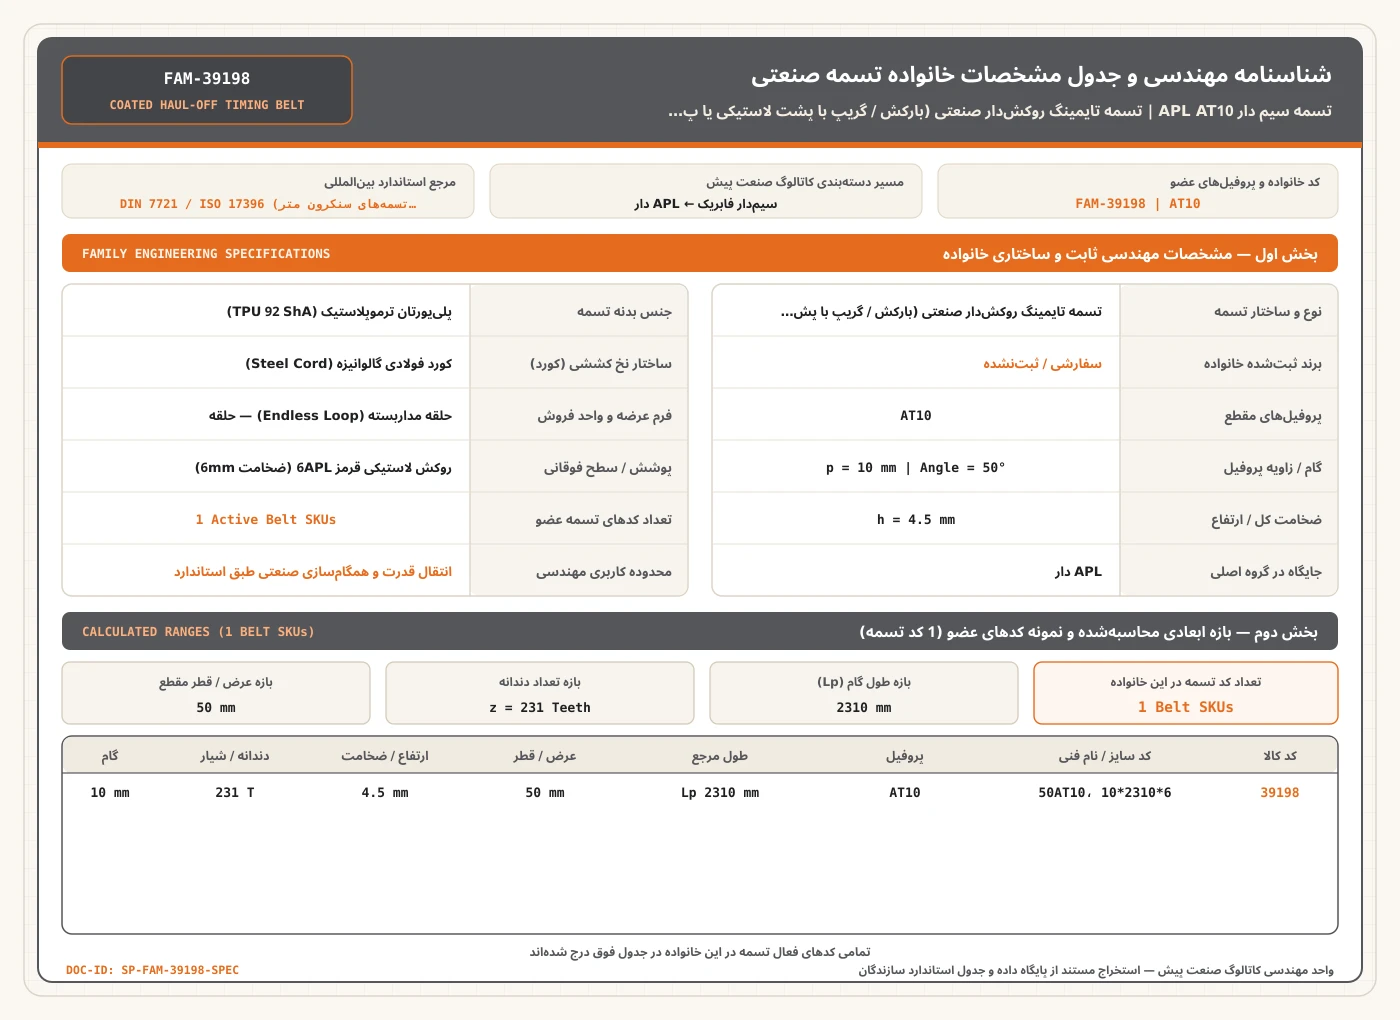 شناسنامه مهندسی و جدول مشخصات خانواده تسمه صنعتی
تسمه سیم دار APL AT10 | تسمه تایمینگ روکش‌دار صنعتی (بارکش / گریپ با پشت لاستیکی یا پ...
FAM-39198
COATED HAUL-OFF TIMING BELT
کد خانواده و پروفیل‌های عضو
FAM-39198 | AT10
مسیر دسته‌بندی کاتالوگ صنعت پیش
سیم‌دار فابریک ← APL دار
مرجع استاندارد بین‌المللی
DIN 7721 / ISO 17396 (تسمه‌های سنکرون متر...
بخش اول — مشخصات مهندسی ثابت و ساختاری خانواده
FAMILY ENGINEERING SPECIFICATIONS
نوع و ساختار تسمه
تسمه تایمینگ روکش‌دار صنعتی (بارکش / گریپ با پش...
برند ثبت‌شده خانواده
سفارشی / ثبت‌نشده
پروفیل‌های مقطع
AT10
گام / زاویه پروفیل
p = 10 mm | Angle = 50°
ضخامت کل / ارتفاع
h = 4.5 mm
جایگاه در گروه اصلی
APL دار
جنس بدنه تسمه
پلی‌یورتان ترموپلاستیک (TPU 92 ShA)
ساختار نخ کششی (کورد)
کورد فولادی گالوانیزه (Steel Cord)
فرم عرضه و واحد فروش
حلقه مداربسته (Endless Loop) — حلقه
پوشش / سطح فوقانی
روکش لاستیکی قرمز 6APL (ضخامت 6mm)
تعداد کدهای تسمه عضو
1 Active Belt SKUs
محدوده کاربری مهندسی
انتقال قدرت و همگام‌سازی صنعتی طبق استاندارد
بخش دوم — بازه ابعادی محاسبه‌شده و نمونه کدهای عضو (1 کد تسمه)
CALCULATED RANGES (1 BELT SKUs)
تعداد کد تسمه در این خانواده
1 Belt SKUs
بازه طول گام (Lp)
2310 mm
بازه تعداد دندانه
z = 231 Teeth
بازه عرض / قطر مقطع
50 mm
کد کالا کد سایز / نام فنی پروفیل طول مرجع عرض / قطر ارتفاع / ضخامت دندانه / شیار گام
39198 50AT10، 10*2310*6 AT10 Lp 2310 mm 50 mm 4.5 mm 231 T 10 mm
تمامی کدهای فعال تسمه در این خانواده در جدول فوق درج شده‌اند
واحد مهندسی کاتالوگ صنعت پیش — استخراج مستند از پایگاه داده و جدول استاندارد سازندگان
DOC-ID: SP-FAM-39198-SPEC